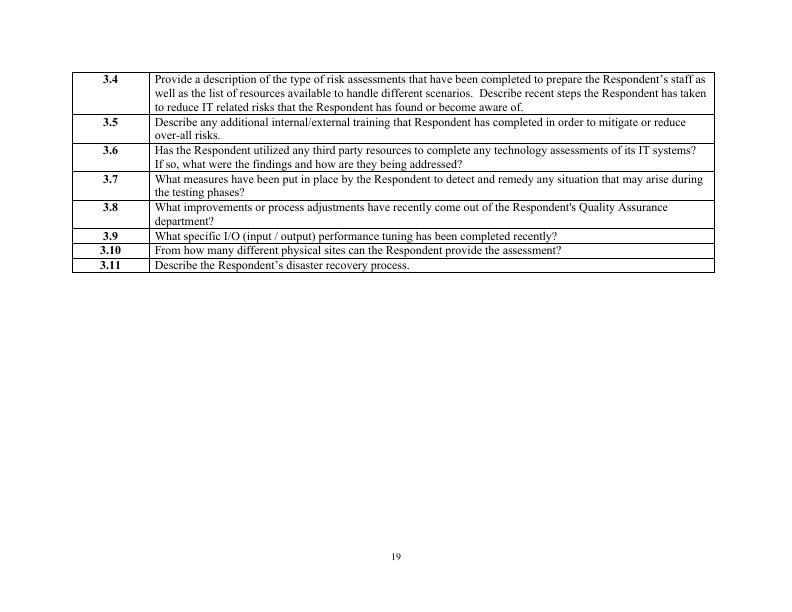 3.4 Provide a description of the type of risk assessments that have been completed to prepare the Respondent’s staff as
well as the list of resources available to handle different scenarios.  Describe recent steps the Respondent has taken
to reduce IT related risks that the Respondent has found or become aware of.
3.5 Describe any additional internal/external training that Respondent has completed in order to mitigate or reduce
over-all risks.
3.6 Has the Respondent utilized any third party resources to complete any technology assessments of its IT systems?
If so, what were the findings and how are they being addressed?
3.7 What measures have been put in place by the Respondent to detect and remedy any situation that may arise during
the testing phases?
3.8 What improvements or process adjustments have recently come out of the Respondent's Quality Assurance
department?
3.9 What specific I/O (input / output) performance tuning has been completed recently?
3.10 From how many different physical sites can the Respondent provide the assessment?
3.11 Describe the Respondent’s disaster recovery process.
19